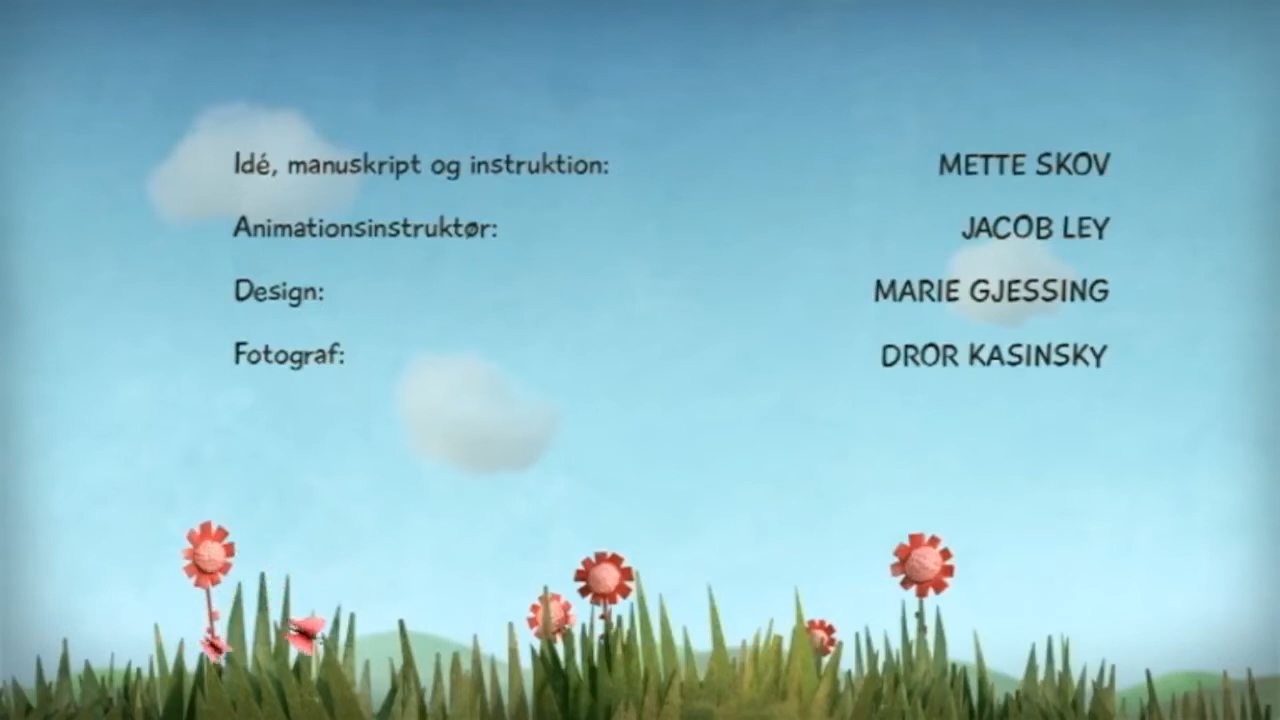 Idé, manuskript og instruktion: METTE SKOV
Animationsinstruktør: JACOB LEY
Design: MARIE GJESSING
Fotograf: DROR KASINSKY